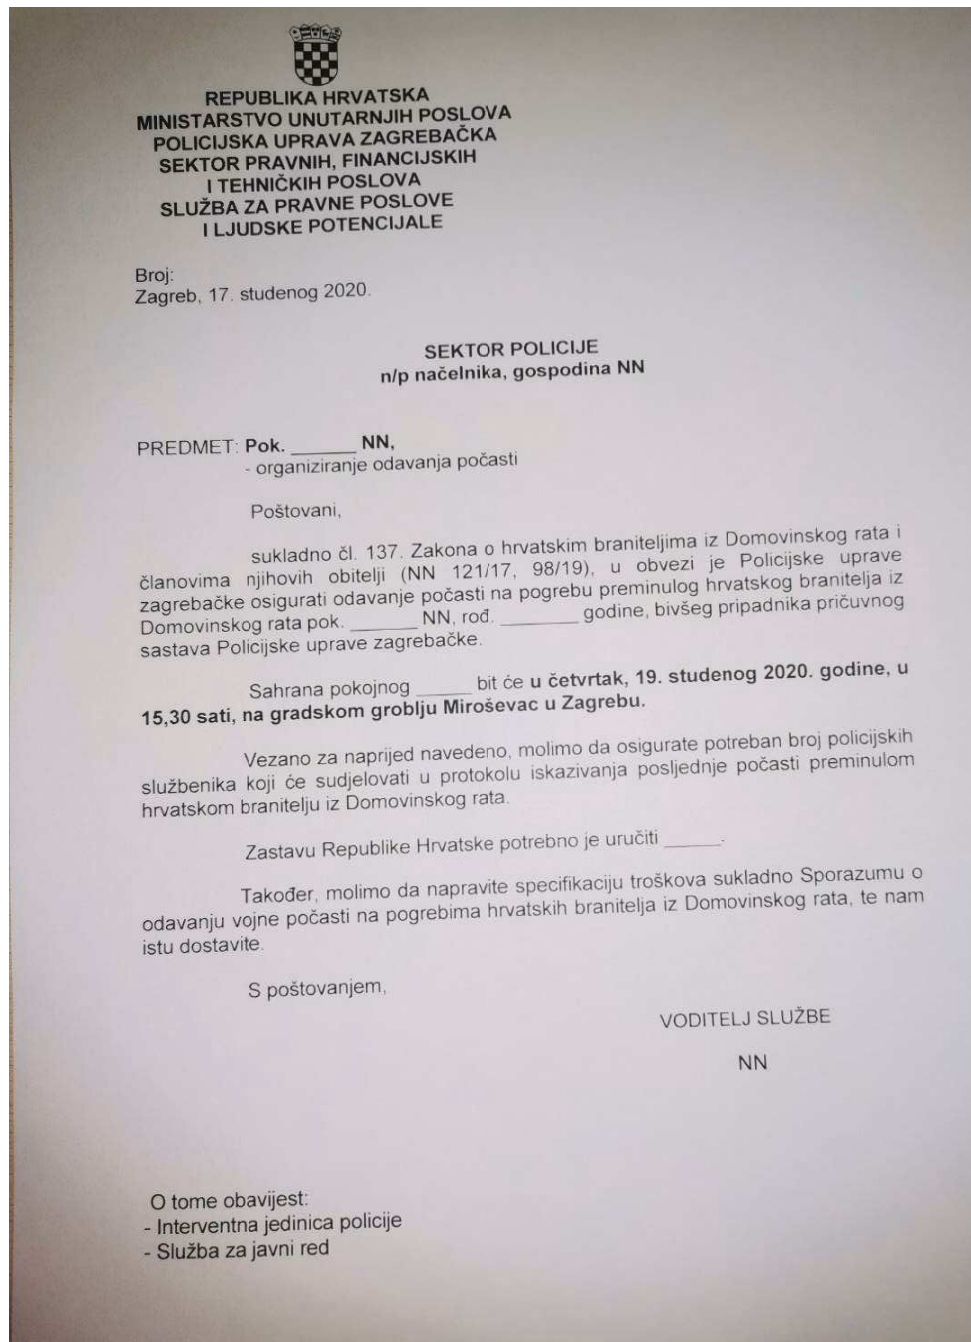 REPUBLIKA HRVATSKA
MINISTARSTVO UNUTARNJIH POSLOVA
POLICIJSKA UPRAVA ZAGREBAČKA
SEKTOR PRAVNIH, FINANCIJSKIH
I TEHNIČKIH POSLOVA
SLUŽBA ZA PRAVNE POSLOVE
I LJUDSKE POTENCIJALE
Broj:
Zagreb, 17. studenog 2020.
SEKTOR POLICIJE
n/p načelnika, gospodina NN
PREDMET: Pok. ______ NN,
- organiziranje odavanja počasti
Poštovani,
sukladno čl. 137. Zakona o hrvatskim braniteljima iz Domovinskog rata i
članovima njihovih obitelji (NN 121/17, 98/19), u obvezi je Policijske uprave
zagrebačke osigurati odavanje počasti na pogrebu preminulog hrvatskog branitelja iz
Domovinskog rata pok. _______ NN, rođ. ________ godine, bivšeg pripadnika pričuvnog
sastava Policijske uprave zagrebačke.
Sahrana pokojnog _____ bit će u četvrtak, 19. studenog 2020. godine, u
15,30 sati, na gradskom groblju Miroševac u Zagrebu.
Vezano za naprijed navedeno, molimo da osigurate potreban broj policijskih
službenika koji će sudjelovati u protokolu iskazivanja posljednje počasti preminulom
hrvatskom branitelju iz Domovinskog rata.
Zastavu Republike Hrvatske potrebno je uručiti _____.
Također, molimo da napravite specifikaciju troškova sukladno Sporazumu o
odavanju vojne počasti na pogrebima hrvatskih branitelja iz Domovinskog rata, te nam
istu dostavite.
S poštovanjem,
VODITELJ SLUŽBE
NN
O tome obavijest:
- Interventna jedinica policije
- Služba za javni red